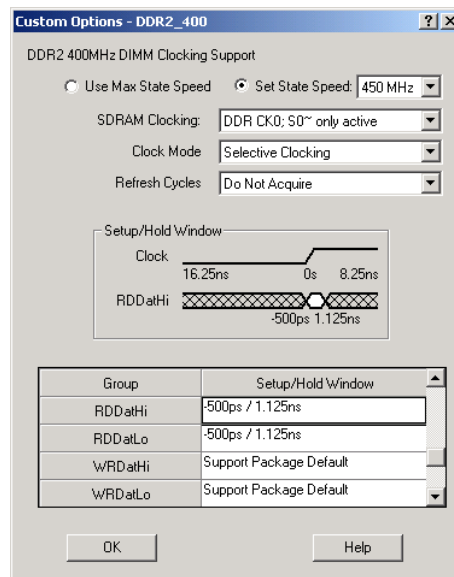 Custom Options - DDR2_400
DDR2 400MHz DIMM Clocking Support
Use Max State Speed Set State Speed: 450 MHz
SDRAM Clocking: DDR CK0; S0~ only active
Clock Mode Selective Clocking
Refresh Cycles Do Not Acquire
Setup/Hold Window
Clock
16.25ns 0s 8.25ns
RDDatHi
-500ps 1.125ns
Group Setup/Hold Window
RDDatHi -500ps / 1.125ns
RDDatLo -500ps / 1.125ns
WRDatHi Support Package Default
WRDatLo Support Package Default
OK Help